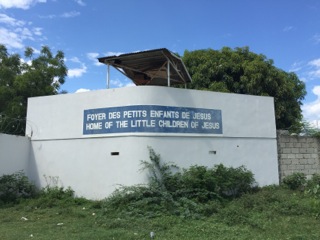 FOYER DES PETITS ENFANTS DE JESUS
HOME OF THE LITTLE CHILDREN OF JESUS